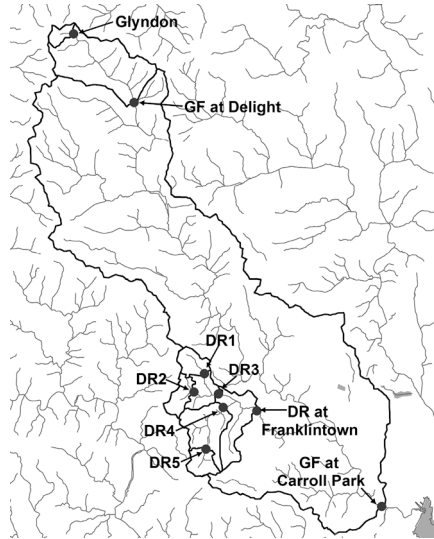 Glyndon
GF at Delight
DR1
DR2
DR3
DR4
DR at
Franklintown
DR5
GF at
Carroll Park